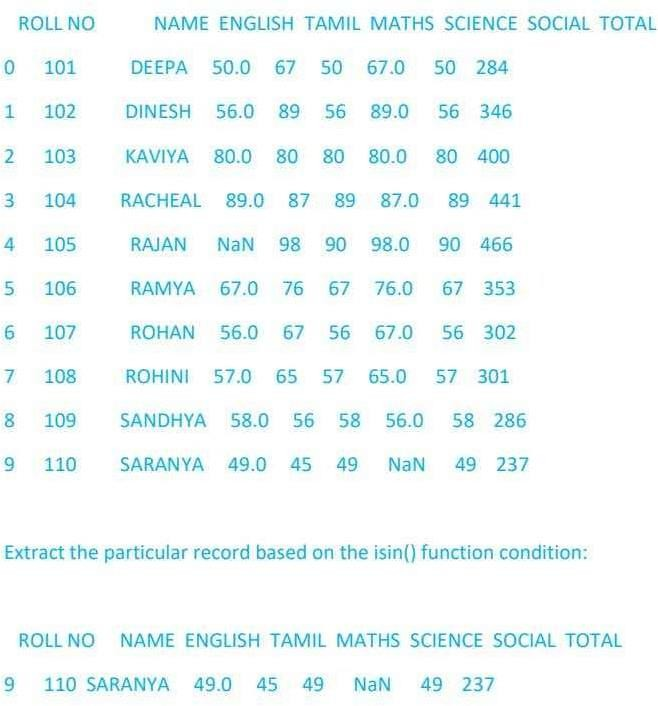 ROLL NO NAME ENGLISH TAMIL MATHS SCIENCE SOCIAL TOTAL
0 101 DEEPA 50.0 67 50 67.0 50 284
1 102 DINESH 56.0 89 56 89.0 56 346
2 103 KAVIYA 80.0 80 80 80.0 80 400
3 104 RACHEAL 89.0 87 89 87.0 89 441
4 105 RAJAN NaN 98 90 98.0 90 466
5 106 RAMYA 67.0 76 67 76.0 67 353
6 107 ROHAN 56.0 67 56 67.0 56 302
7 108 ROHINI 57.0 65 57 65.0 57 301
8 109 SANDHYA 58.0 56 58 56.0 58 286
9 110 SARANYA 49.0 45 49 NaN 49 237
Extract the particular record based on the isin() function condition:
ROLL NO NAME ENGLISH TAMIL MATHS SCIENCE SOCIAL TOTAL
9 110 SARANYA 49.0 45 49 NaN 49 237